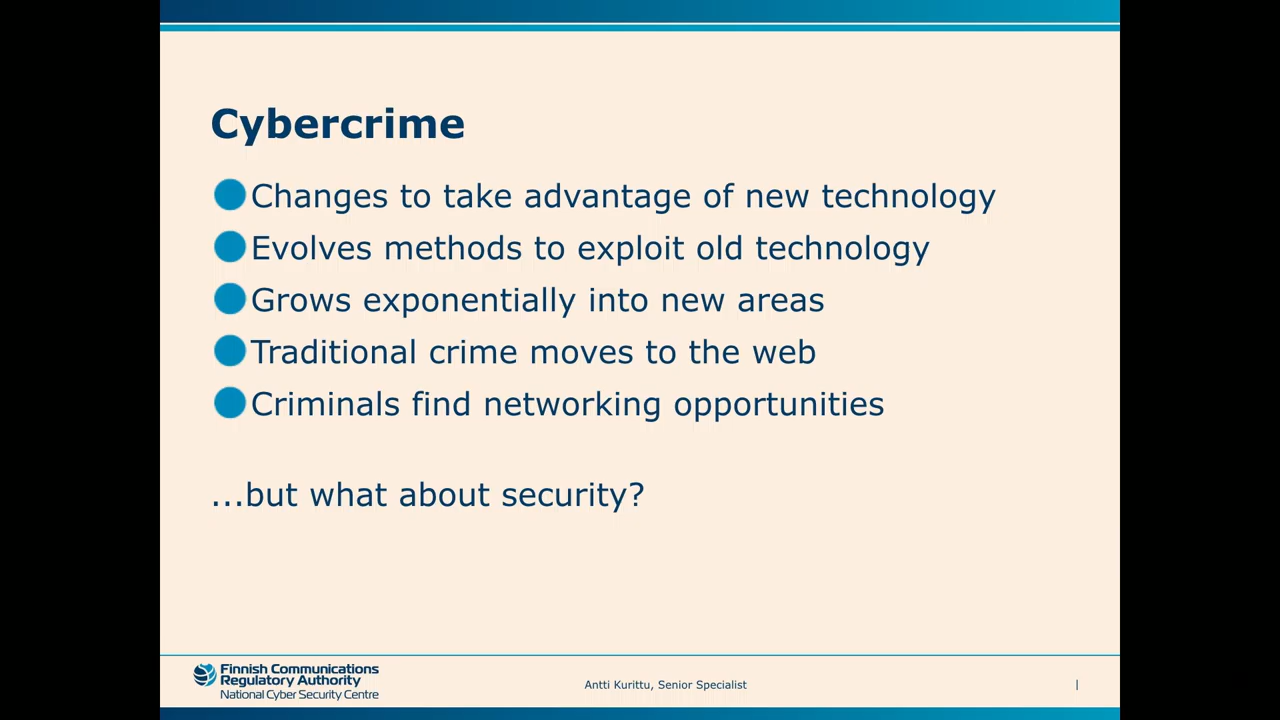 Cybercrime
Changes to take advantage of new technology
Evolves methods to exploit old technology
Grows exponentially into new areas
Traditional crime moves to the web
Criminals find networking opportunities
...but what about security?
Finnish Communications
Regulatory Authority
National Cyber Security Centre
Antti Kurittu, Senior Specialist
|